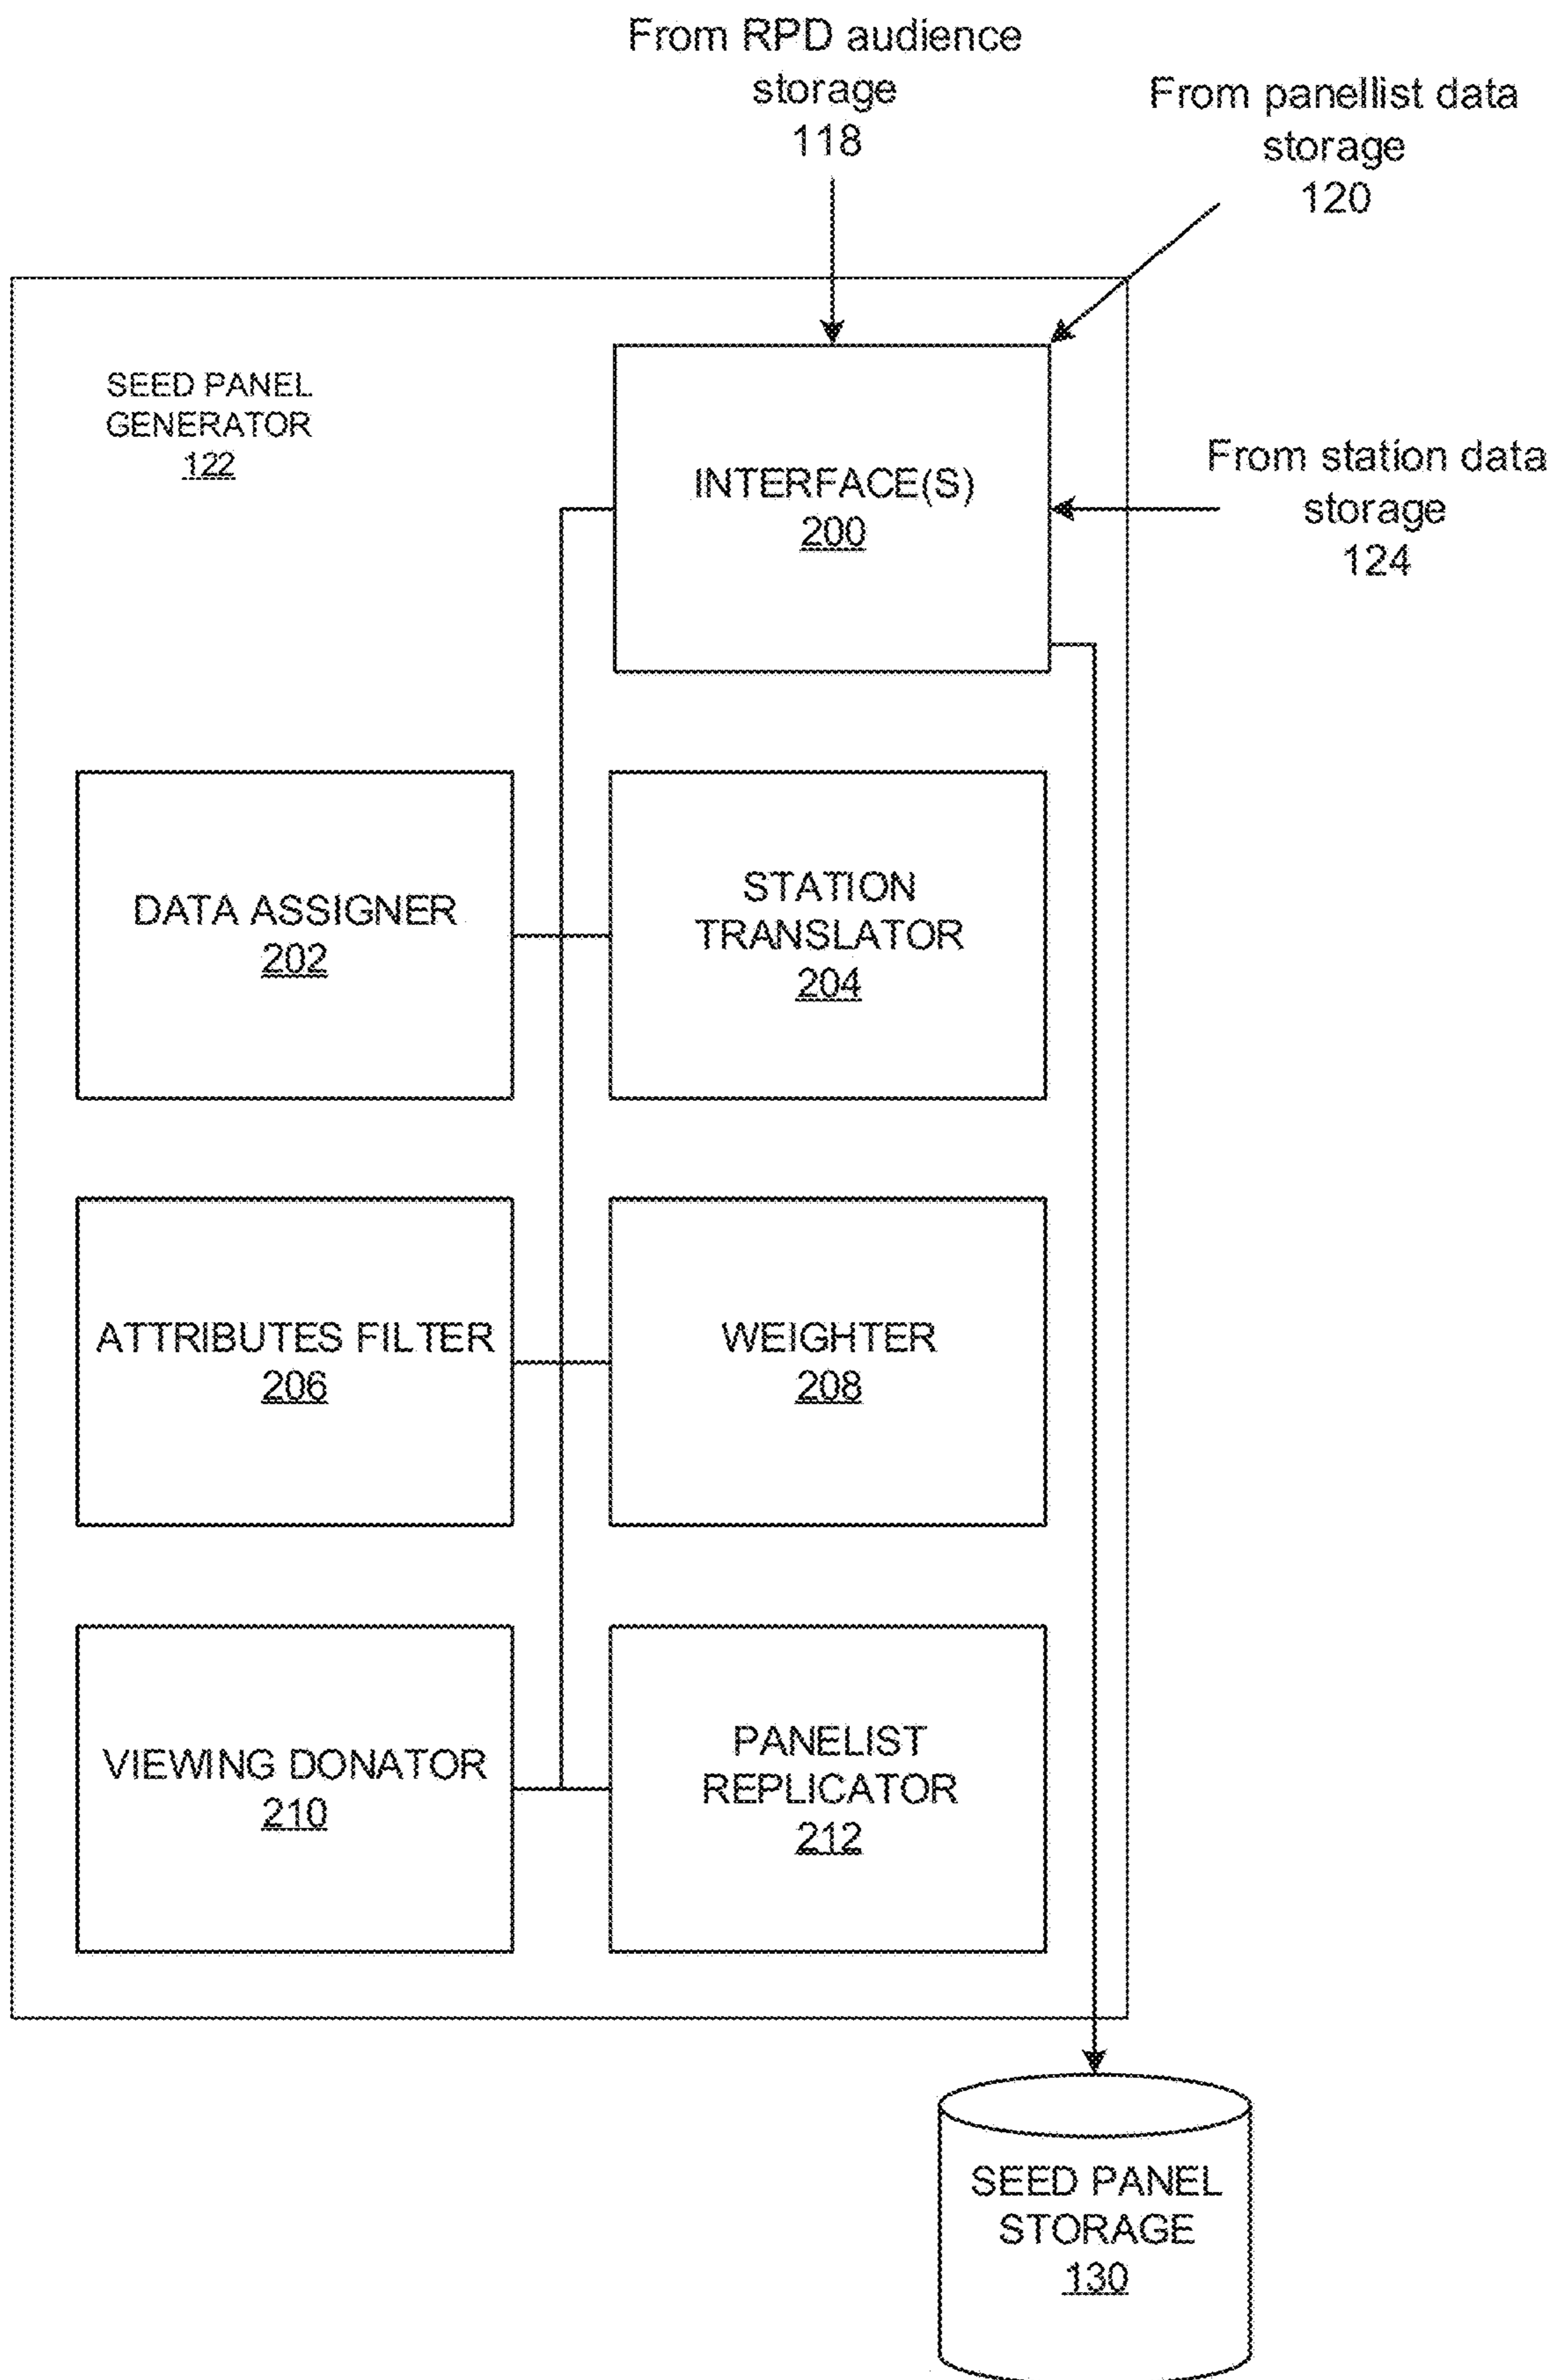 From RPD audience
storage
118
From panellist data
storage
120
SEED PANEL
GENERATOR
122
INTERFACE(S)
200
From station data
storage
124
DATA ASSIGNER
202
STATION
TRANSLATOR
204
ATTRIBUTES FILTER
206
WEIGHTER
208
VIEWING DONATOR
210
PANELIST
REPLICATOR
212
SEED PANEL
STORAGE
130